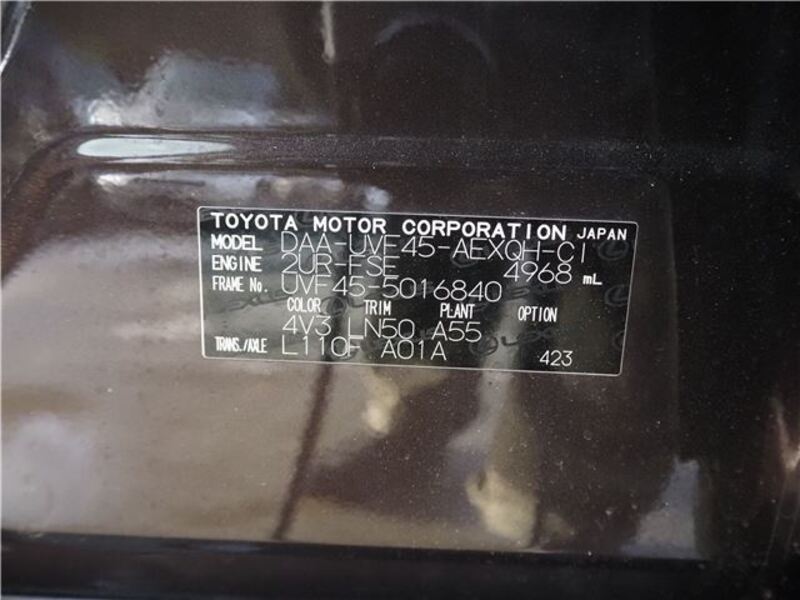 TOYOTA MOTOR CORPORATION JAPAN
MODEL DAA-UVF45-AEXQH-C1
ENGINE 2UR-FSE 4968 mL
FRAME No. UVF45-5016840
COLOR TRIM PLANT OPTION
4V3 LN50 A55
TRANS./AXLE L110F A01A 423